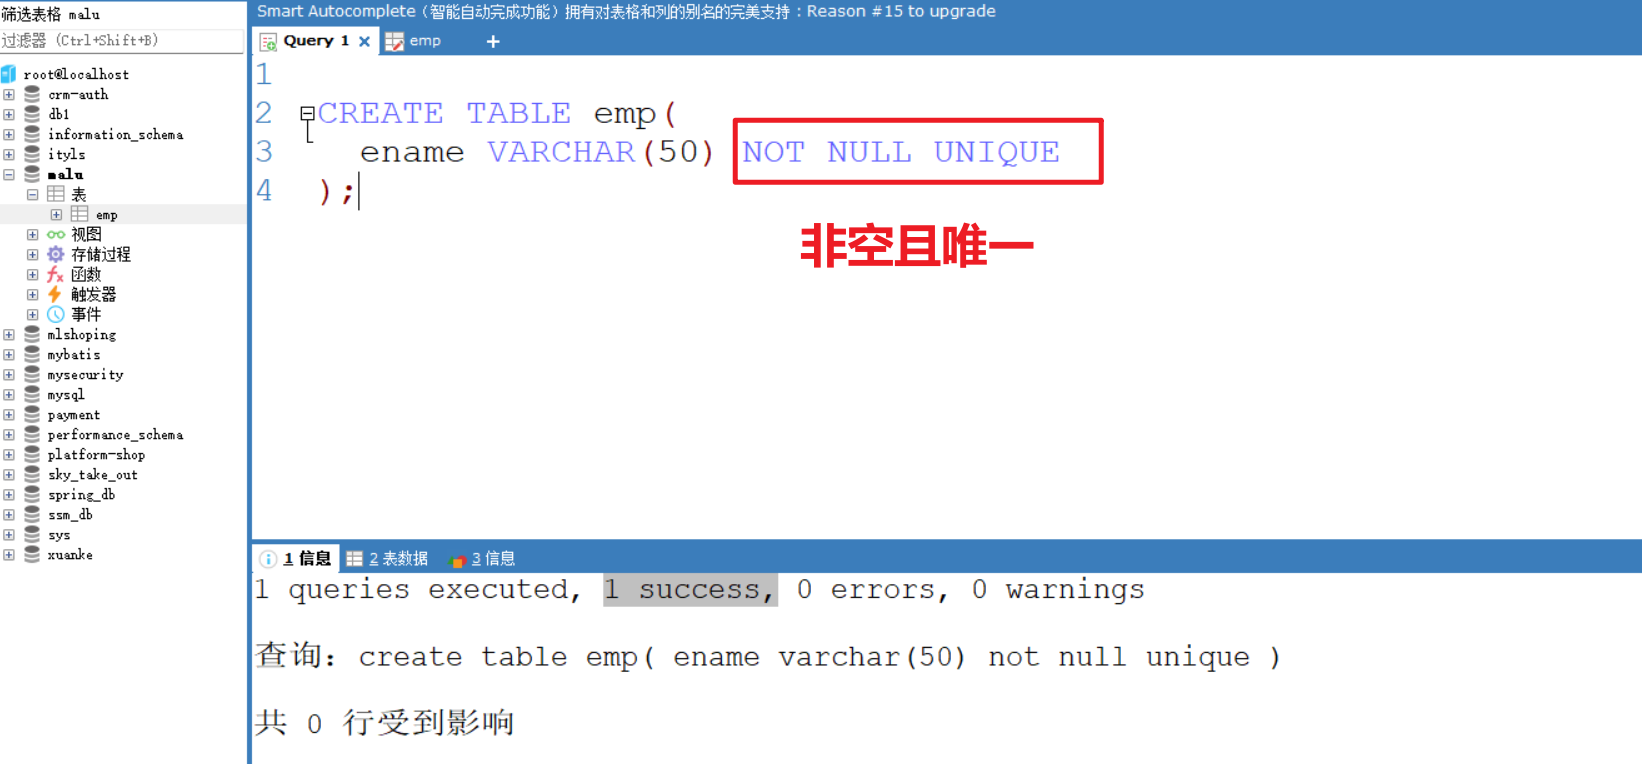 筛选表格 malu
过滤器 (Ctrl+Shift+B)
root@localhost
crm-auth
db1
information_schema
ityls
malu
表
emp
视图
存储过程
函数
触发器
事件
mlshoping
mybatis
mysecurity
mysql
payment
performance_schema
platform-shop
sky_take_out
spring_db
ssm_db
sys
xuanke
Smart Autocomplete（智能自动完成功能）拥有对表格和列的别名的完美支持：Reason #15 to upgrade
Query 1 × emp +
1
2 CREATE TABLE emp(
3 ename VARCHAR(50) NOT NULL UNIQUE
4 );
非空且唯一
1 信息 2 表数据 3 信息
1 queries executed, 1 success, 0 errors, 0 warnings
查询：create table emp( ename varchar(50) not null unique )
共 0 行受到影响